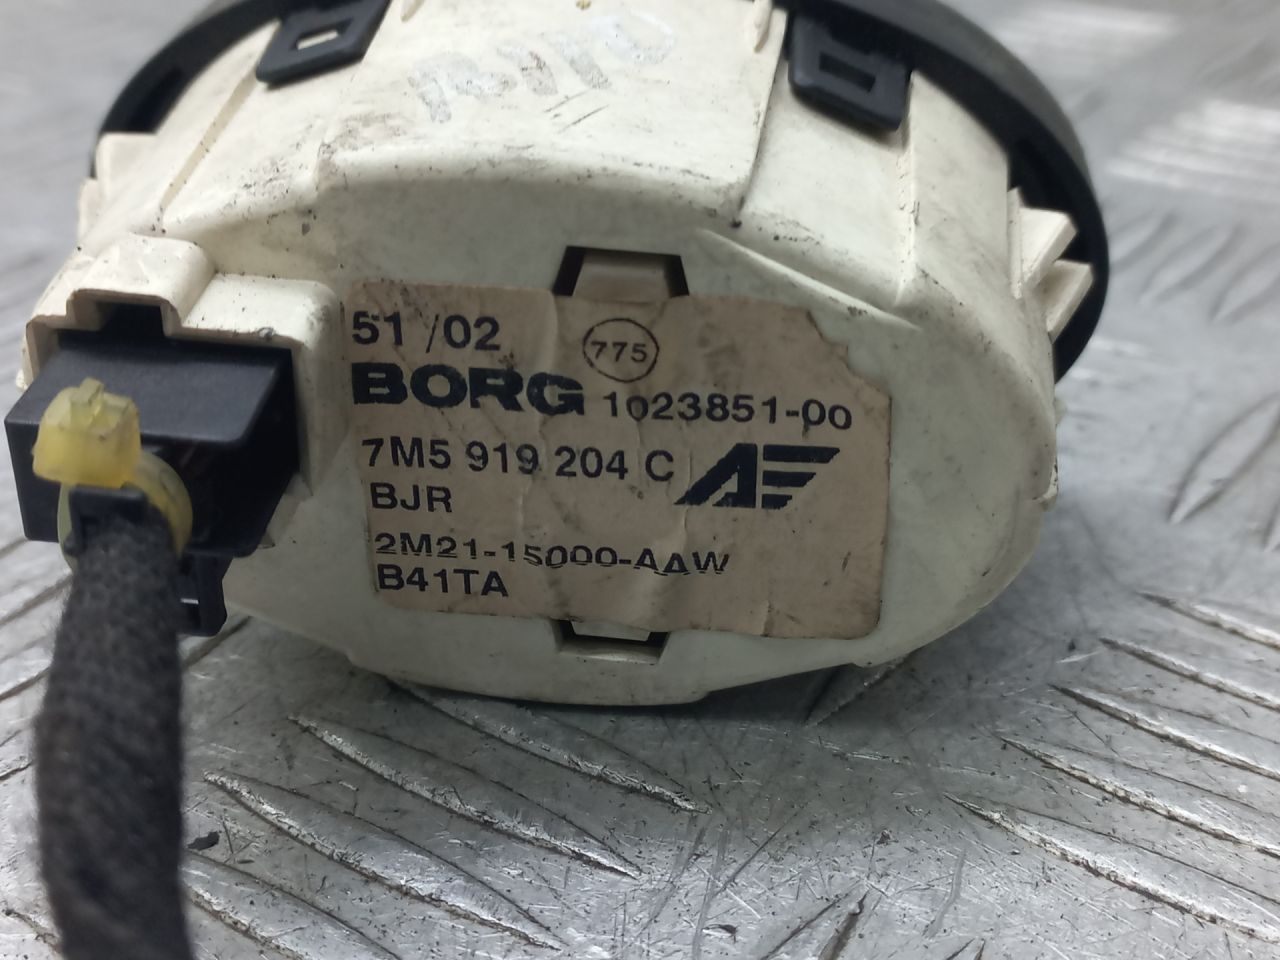 51 /02 775
BORG 1023851-00
7M5 919 204 C
BJR
2M21-15000-AAW
B41TA